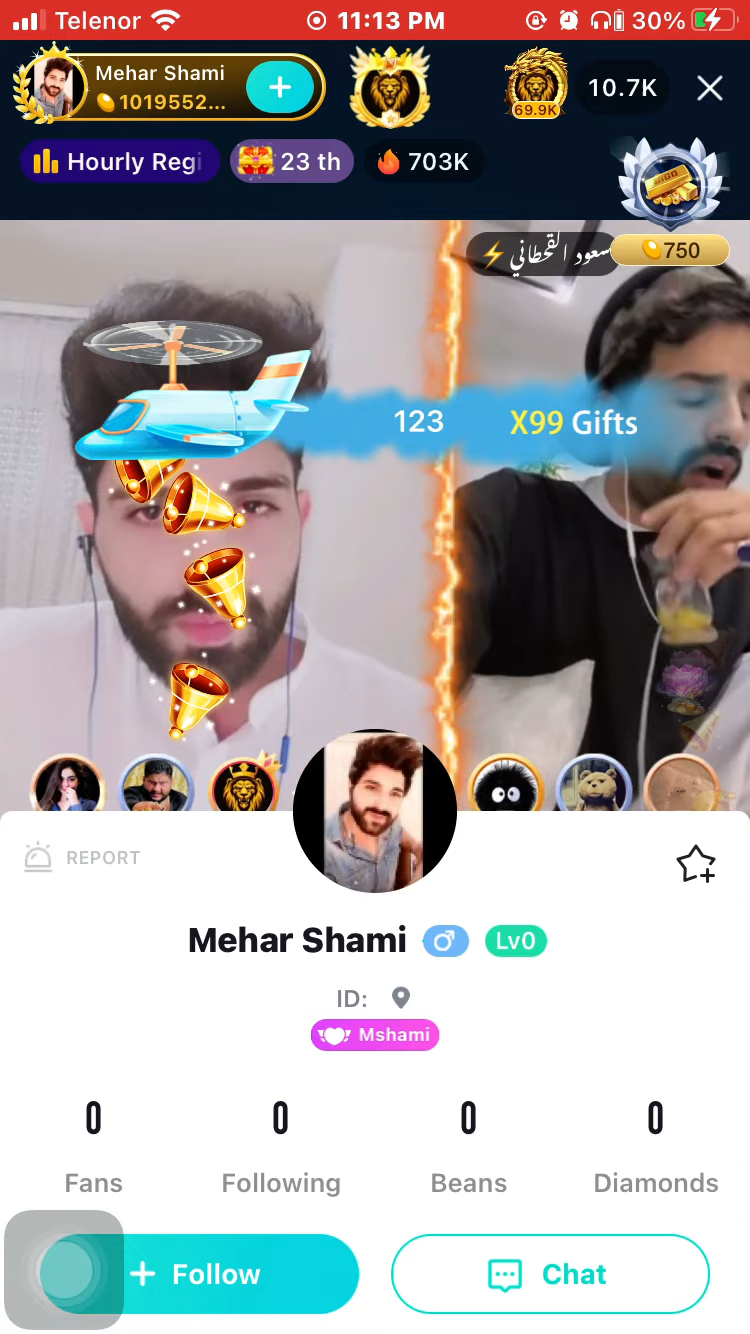 Telenor 11:13 PM 30%
Mehar Shami
1019552...
69.9K
10.7K
Hourly Regi
23 th
703K
BIGO
سعود القحطاني
750
123 X99 Gifts
REPORT
Mehar Shami Lv0
ID:
Mshami
0 0 0 0
Fans Following Beans Diamonds
Follow Chat